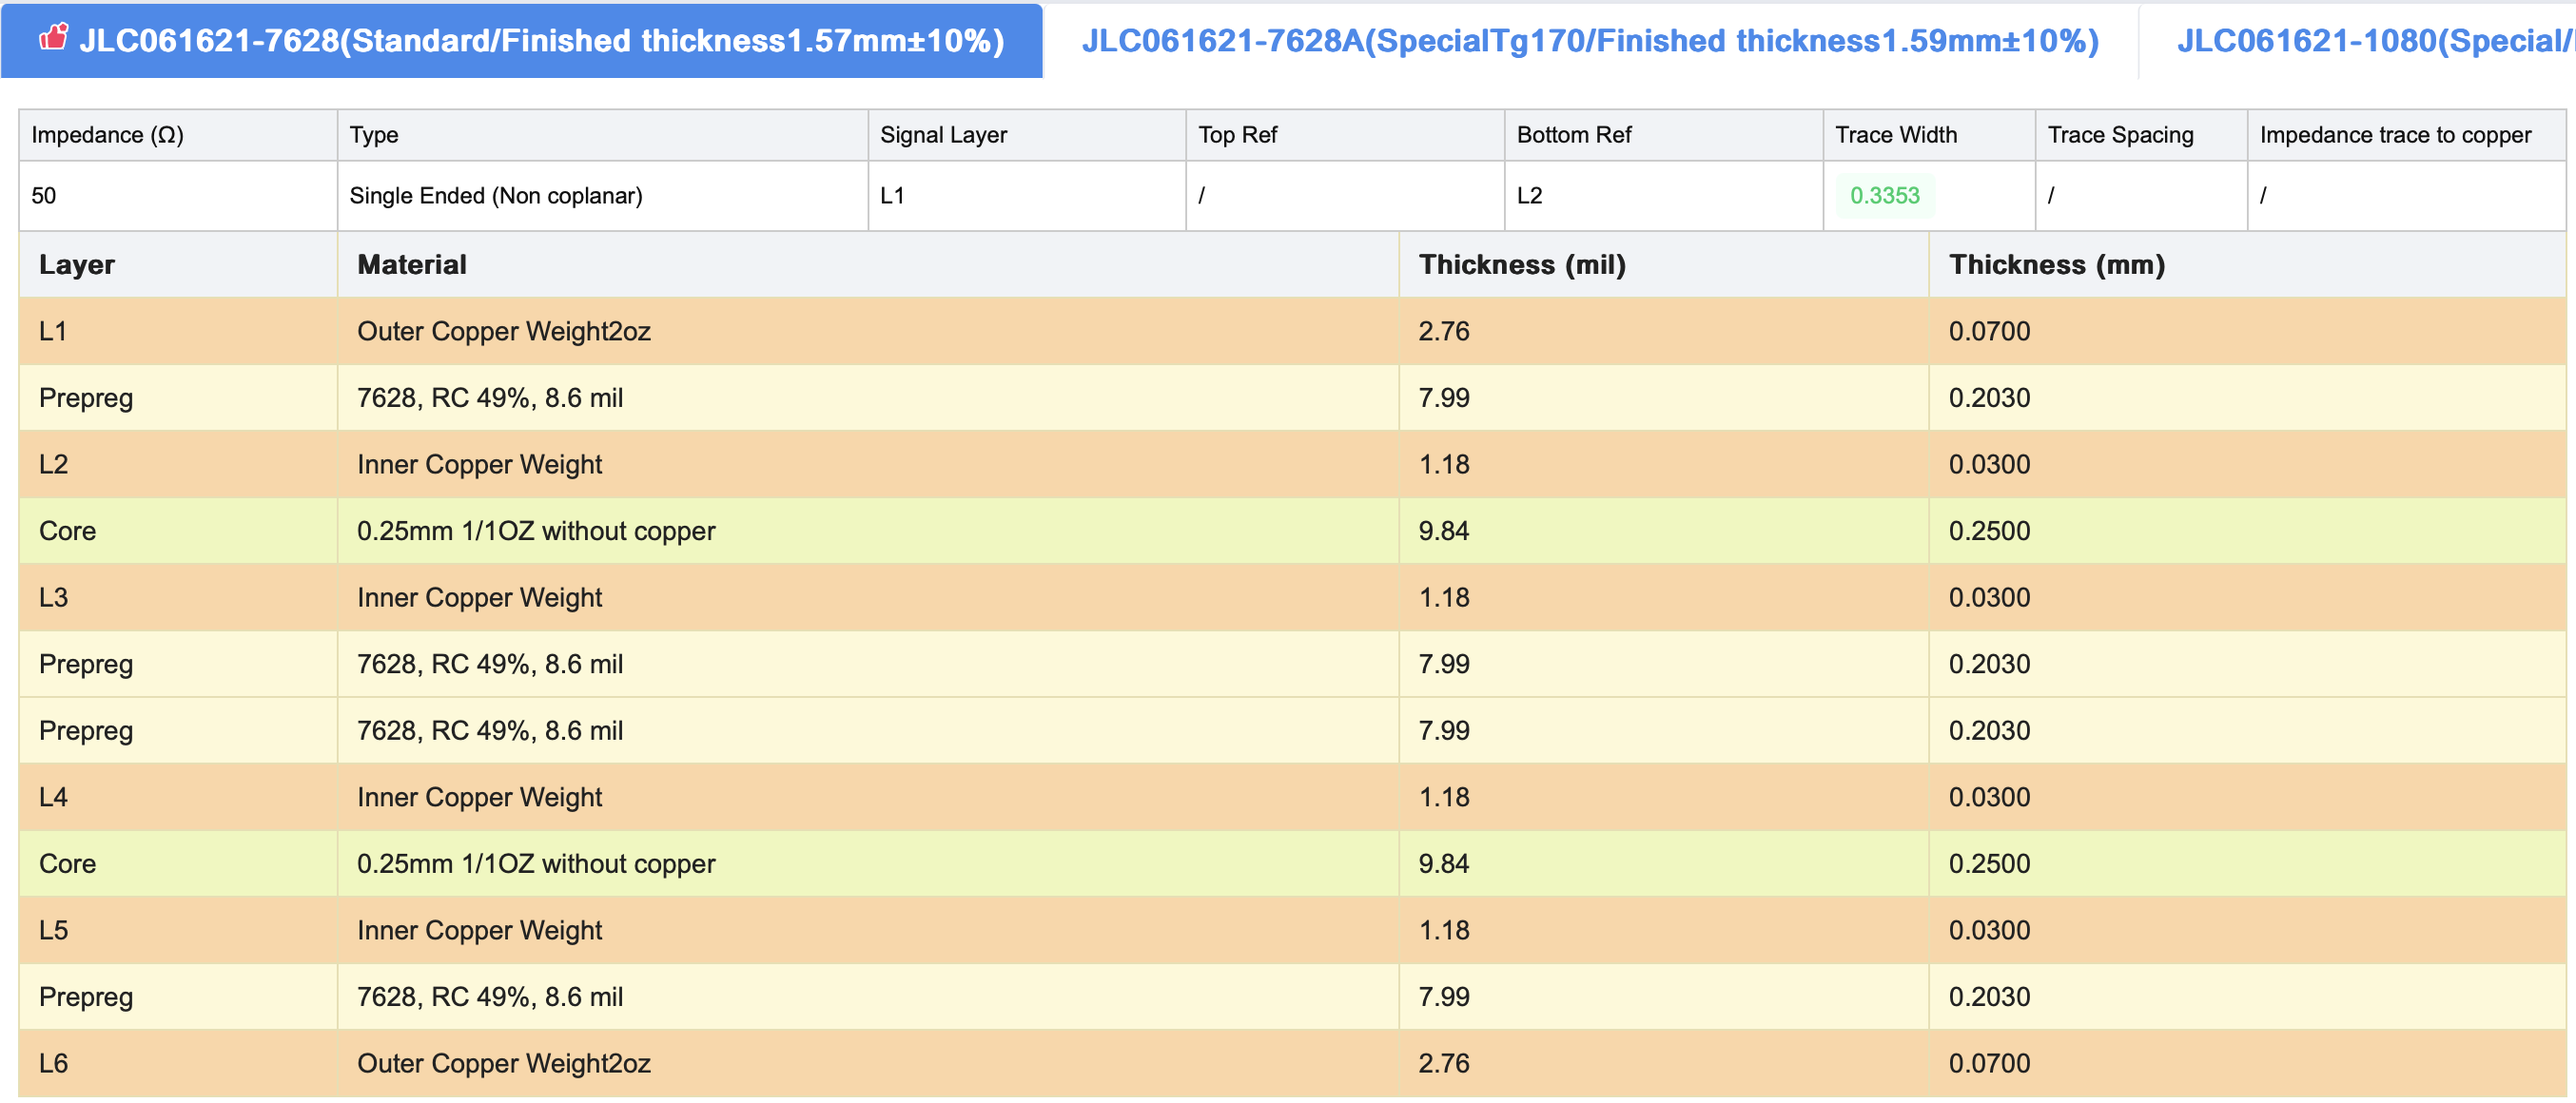 JLC061621-7628(Standard/Finished thickness1.57mm±10%) JLC061621-7628A(SpecialTg170/Finished thickness1.59mm±10%) JLC061621-1080(Special/
Impedance (Ω) Type Signal Layer Top Ref Bottom Ref Trace Width Trace Spacing Impedance trace to copper
50 Single Ended (Non coplanar) L1 / L2 0.3353 / /
Layer Material Thickness (mil) Thickness (mm)
L1 Outer Copper Weight2oz 2.76 0.0700
Prepreg 7628, RC 49%, 8.6 mil 7.99 0.2030
L2 Inner Copper Weight 1.18 0.0300
Core 0.25mm 1/1OZ without copper 9.84 0.2500
L3 Inner Copper Weight 1.18 0.0300
Prepreg 7628, RC 49%, 8.6 mil 7.99 0.2030
Prepreg 7628, RC 49%, 8.6 mil 7.99 0.2030
L4 Inner Copper Weight 1.18 0.0300
Core 0.25mm 1/1OZ without copper 9.84 0.2500
L5 Inner Copper Weight 1.18 0.0300
Prepreg 7628, RC 49%, 8.6 mil 7.99 0.2030
L6 Outer Copper Weight2oz 2.76 0.0700